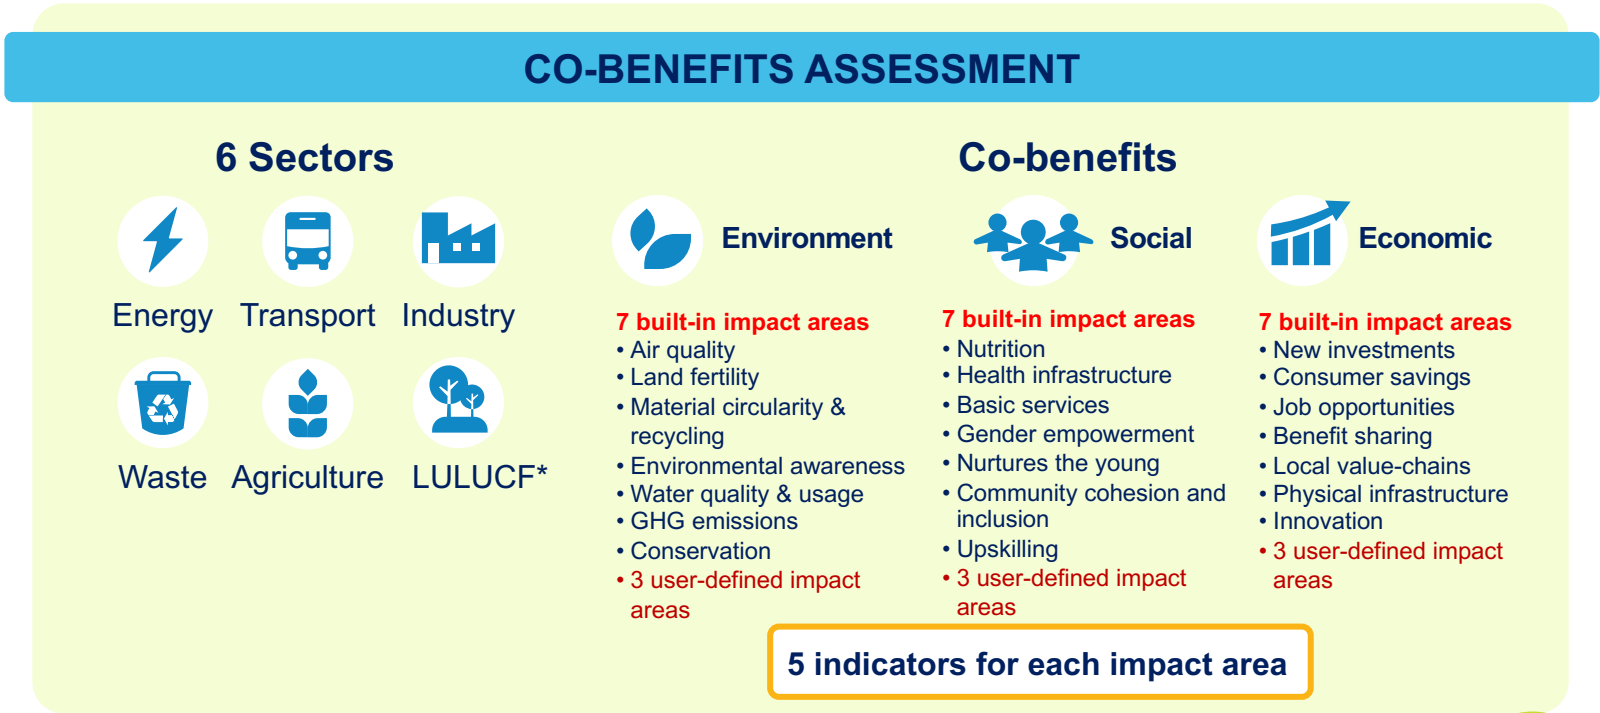 CO-BENEFITS ASSESSMENT
6 Sectors
Energy
Transport
Industry
Waste
Agriculture
LULUCF*
Co-benefits
Environment
7 built-in impact areas
• Air quality
• Land fertility
• Material circularity &
recycling
• Environmental awareness
• Water quality & usage
• GHG emissions
• Conservation
• 3 user-defined impact
areas
Social
7 built-in impact areas
• Nutrition
• Health infrastructure
• Basic services
• Gender empowerment
• Nurtures the young
• Community cohesion and
inclusion
• Upskilling
• 3 user-defined impact
areas
Economic
7 built-in impact areas
• New investments
• Consumer savings
• Job opportunities
• Benefit sharing
• Local value-chains
• Physical infrastructure
• Innovation
• 3 user-defined impact
areas
5 indicators for each impact area